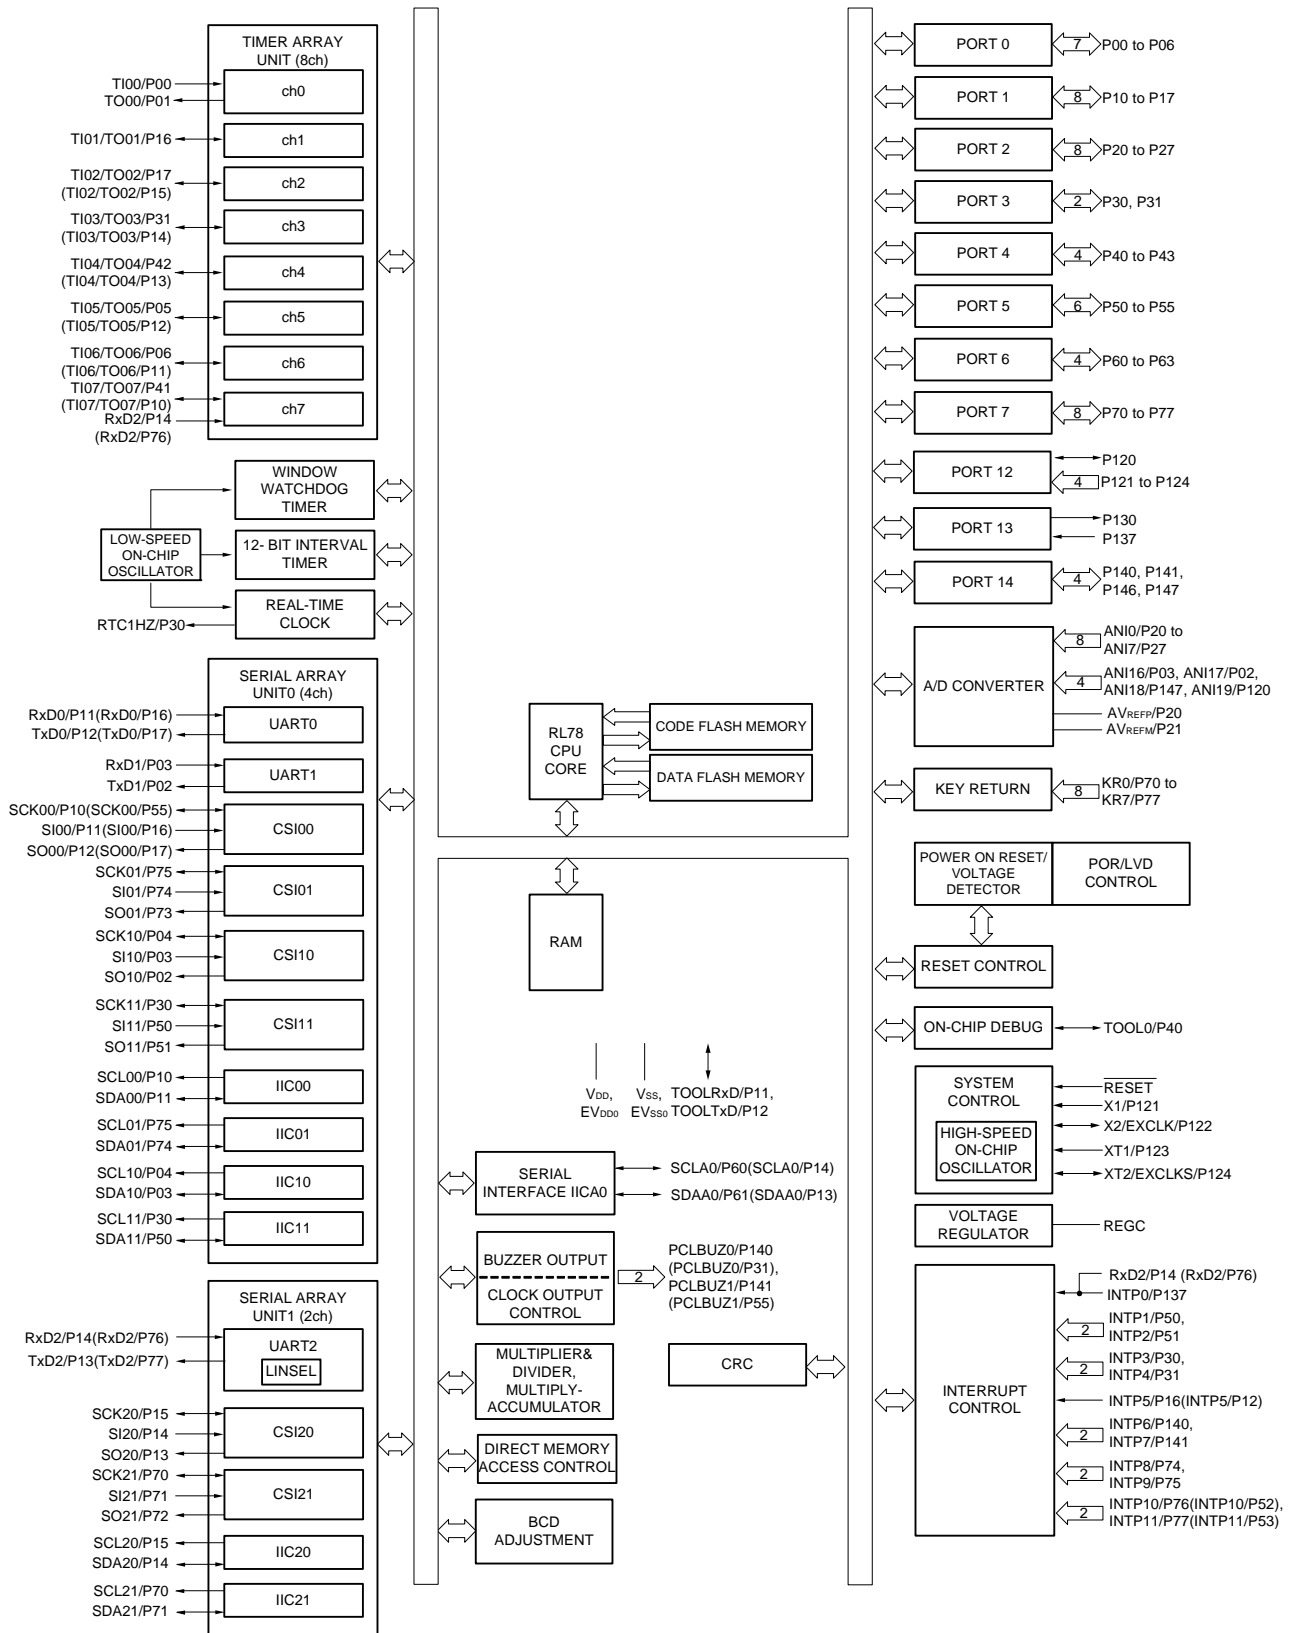 TIMER ARRAY
UNIT (8ch)
TI00/P00
TO00/P01
ch0
TI01/TO01/P16
ch1
TI02/TO02/P17
(TI02/TO02/P15)
ch2
TI03/TO03/P31
(TI03/TO03/P14)
ch3
TI04/TO04/P42
(TI04/TO04/P13)
ch4
TI05/TO05/P05
(TI05/TO05/P12)
ch5
TI06/TO06/P06
(TI06/TO06/P11)
ch6
TI07/TO07/P41
(TI07/TO07/P10)
RxD2/P14
(RxD2/P76)
ch7
WINDOW
WATCHDOG
TIMER
LOW-SPEED
ON-CHIP
OSCILLATOR
12- BIT INTERVAL
TIMER
REAL-TIME
CLOCK
RTC1HZ/P30
SERIAL ARRAY
UNIT0 (4ch)
RxD0/P11(RxD0/P16)
TxD0/P12(TxD0/P17)
UART0
RxD1/P03
TxD1/P02
UART1
SCK00/P10(SCK00/P55)
SI00/P11(SI00/P16)
SO00/P12(SO00/P17)
CSI00
SCK01/P75
SI01/P74
SO01/P73
CSI01
SCK10/P04
SI10/P03
SO10/P02
CSI10
SCK11/P30
SI11/P50
SO11/P51
CSI11
SCL00/P10
SDA00/P11
IIC00
SCL01/P75
SDA01/P74
IIC01
SCL10/P04
SDA10/P03
IIC10
SCL11/P30
SDA11/P50
IIC11
SERIAL ARRAY
UNIT1 (2ch)
RxD2/P14(RxD2/P76)
TxD2/P13(TxD2/P77)
UART2
LINSEL
SCK20/P15
SI20/P14
SO20/P13
CSI20
SCK21/P70
SI21/P71
SO21/P72
CSI21
SCL20/P15
SDA20/P14
IIC20
SCL21/P70
SDA21/P71
IIC21
RL78
CPU
CORE
CODE FLASH MEMORY
DATA FLASH MEMORY
RAM
VDD,
EVDD0
VSS,
EVSS0
TOOLRxD/P11,
TOOLTxD/P12
SERIAL
INTERFACE IICA0
SCLA0/P60(SCLA0/P14)
SDAA0/P61(SDAA0/P13)
BUZZER OUTPUT
CLOCK OUTPUT
CONTROL
2
PCLBUZ0/P140
(PCLBUZ0/P31),
PCLBUZ1/P141
(PCLBUZ1/P55)
MULTIPLIER&
DIVIDER,
MULTIPLY-
ACCUMULATOR
CRC
DIRECT MEMORY
ACCESS CONTROL
BCD
ADJUSTMENT
PORT 0
7
P00 to P06
PORT 1
8
P10 to P17
PORT 2
8
P20 to P27
PORT 3
2
P30, P31
PORT 4
4
P40 to P43
PORT 5
6
P50 to P55
PORT 6
4
P60 to P63
PORT 7
8
P70 to P77
PORT 12
P120
4
P121 to P124
PORT 13
P130
P137
PORT 14
4
P140, P141,
P146, P147
A/D CONVERTER
8
ANI0/P20 to
ANI7/P27
4
ANI16/P03, ANI17/P02,
ANI18/P147, ANI19/P120
AVREFP/P20
AVREFM/P21
KEY RETURN
8
KR0/P70 to
KR7/P77
POWER ON RESET/
VOLTAGE
DETECTOR
POR/LVD
CONTROL
RESET CONTROL
ON-CHIP DEBUG
TOOL0/P40
SYSTEM
CONTROL
HIGH-SPEED
ON-CHIP
OSCILLATOR
RESET
X1/P121
X2/EXCLK/P122
XT1/P123
XT2/EXCLKS/P124
VOLTAGE
REGULATOR
REGC
INTERRUPT
CONTROL
RxD2/P14 (RxD2/P76)
INTP0/P137
2
INTP1/P50,
INTP2/P51
2
INTP3/P30,
INTP4/P31
INTP5/P16(INTP5/P12)
2
INTP6/P140,
INTP7/P141
2
INTP8/P74,
INTP9/P75
2
INTP10/P76(INTP10/P52),
INTP11/P77(INTP11/P53)